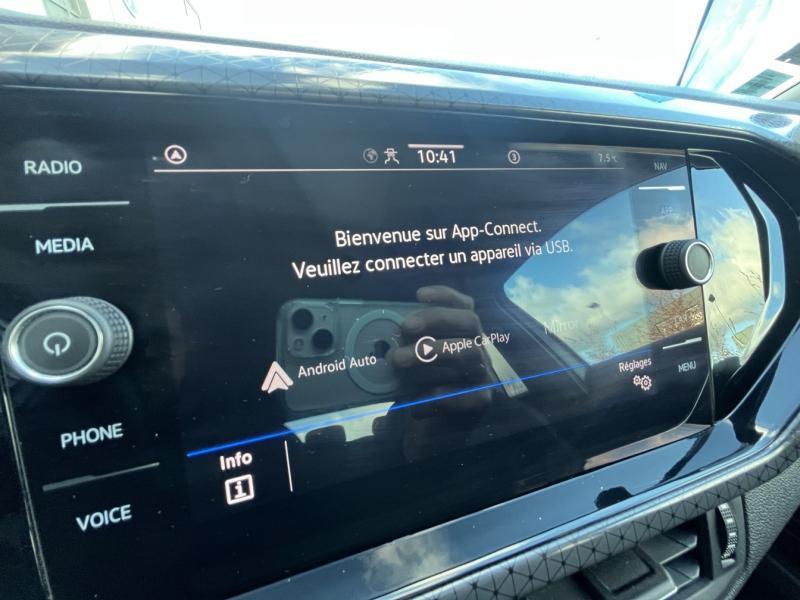 RADIO
10:41
3
7.5°C
NAV
MEDIA
Bienvenue sur App-Connect.
Veuillez connecter un appareil via USB.
Android Auto
Apple CarPlay
Mirror
Réglages
MENU
PHONE
Info
VOICE